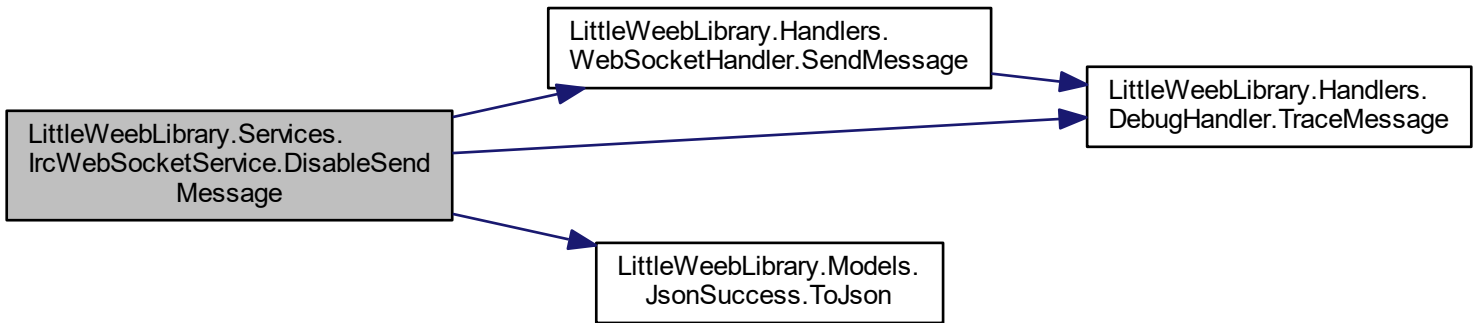 LittleWeebLibrary.Services.
IrcWebSocketService.DisableSend
Message
LittleWeebLibrary.Handlers.
WebSocketHandler.SendMessage
LittleWeebLibrary.Handlers.
DebugHandler.TraceMessage
LittleWeebLibrary.Models.
JsonSuccess.ToJson